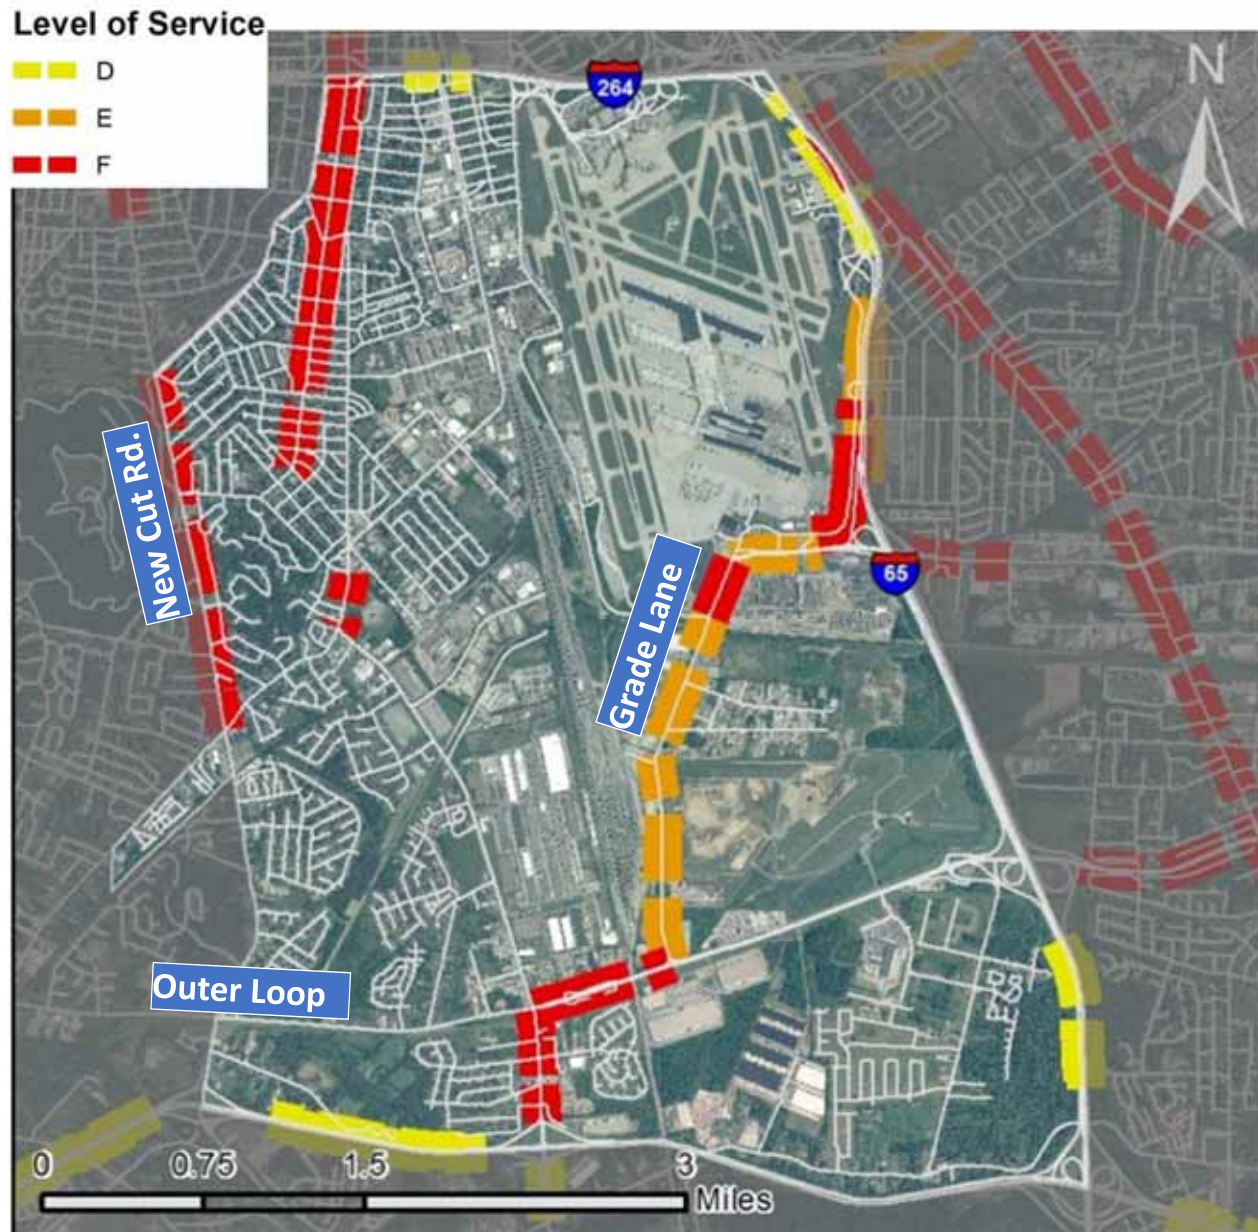 Level of Service
D
E
F
264
N
New Cut Rd.
Grade Lane
65
Outer Loop
0 0.75 1.5 3
Miles